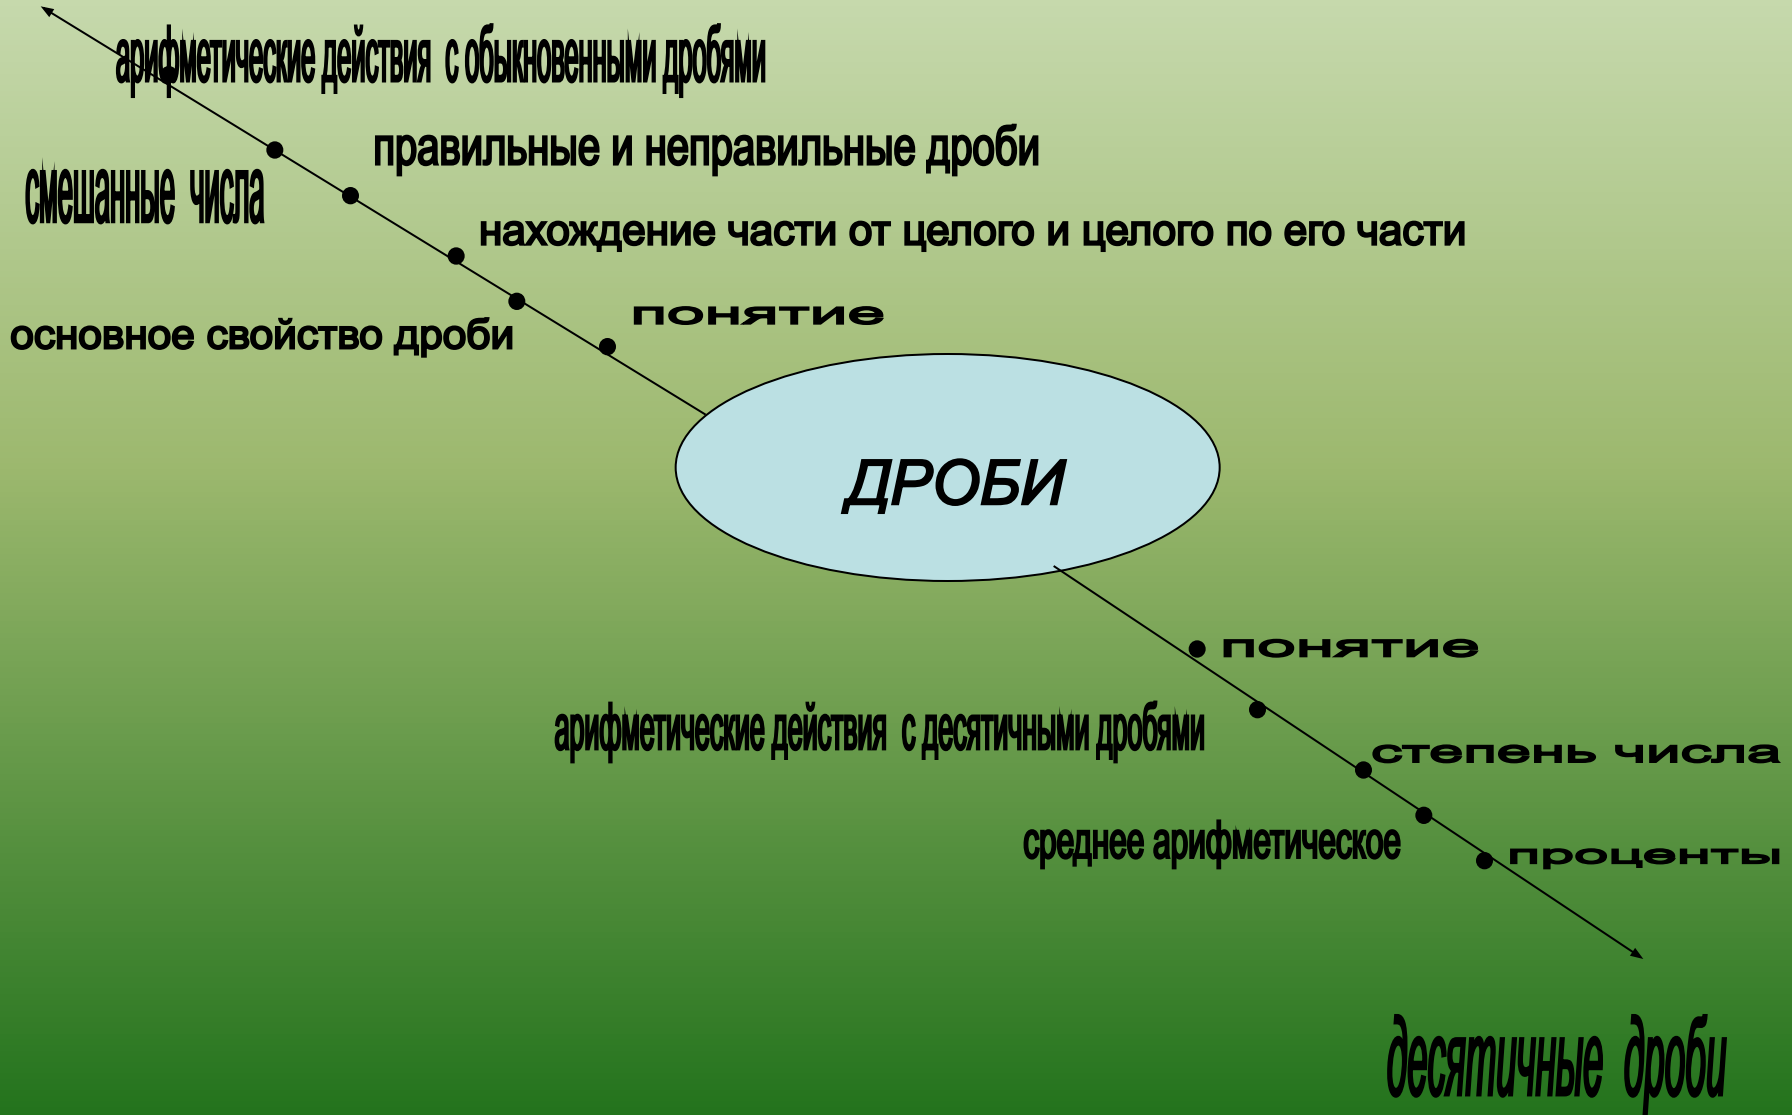 арифметические действия с обыкновенными дробями
правильные и неправильные дроби
смешанные числа
нахождение части от целого и целого по его части
понятие
основное свойство дроби
ДРОБИ
понятие
арифметические действия с десятичными дробями
степень числа
среднее арифметическое
проценты
десятичные дроби